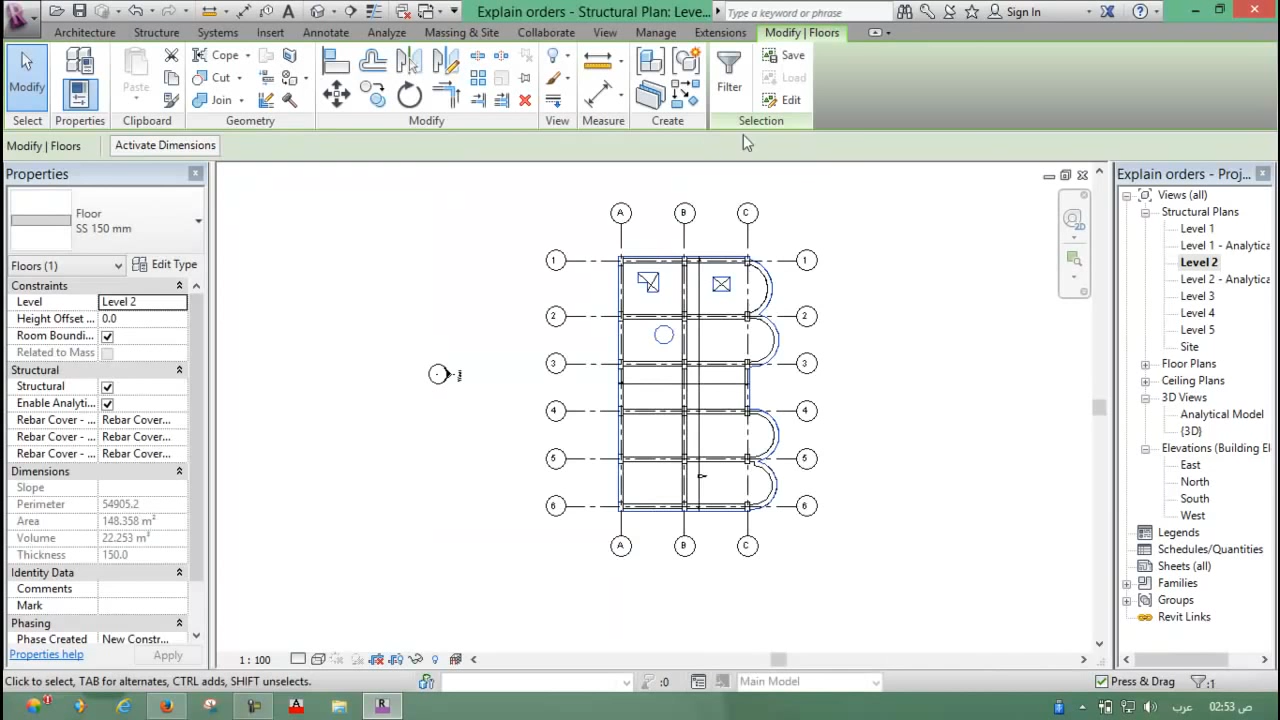 Explain orders - Structural Plan: Leve...
Type a keyword or phrase
Sign In
Architecture
Structure
Systems
Insert
Annotate
Analyze
Massing & Site
Collaborate
View
Manage
Extensions
Modify | Floors
Modify
Paste
Cope
Cut
Join
Filter
Save
Load
Edit
Select
Properties
Clipboard
Geometry
Modify
View
Measure
Create
Selection
Modify | Floors
Activate Dimensions
Properties
Floor
SS 150 mm
Floors (1)
Edit Type
Constraints
Level
Level 2
Height Offset ...
0.0
Room Boundi...
Related to Mass
Structural
Structural
Enable Analyti...
Rebar Cover - ...
Rebar Cover...
Rebar Cover - ...
Rebar Cover...
Rebar Cover - ...
Rebar Cover...
Dimensions
Slope
Perimeter
54905.2
Area
148.358 m²
Volume
22.253 m³
Thickness
150.0
Identity Data
Comments
Mark
Phasing
Phase Created
New Constr...
Properties help
Apply
A
B
C
1
1
2
2
3
3
4
4
5
5
6
6
A
B
C
2D
Explain orders - Proj...
Views (all)
Structural Plans
Level 1
Level 1 - Analytica
Level 2
Level 2 - Analytica
Level 3
Level 4
Level 5
Site
Floor Plans
Ceiling Plans
3D Views
Analytical Model
{3D}
Elevations (Building El
East
North
South
West
Legends
Schedules/Quantities
Sheets (all)
Families
Groups
Revit Links
1 : 100
Click to select, TAB for alternates, CTRL adds, SHIFT unselects.
:0
Main Model
Press & Drag
:1
عرب
02:53 ص